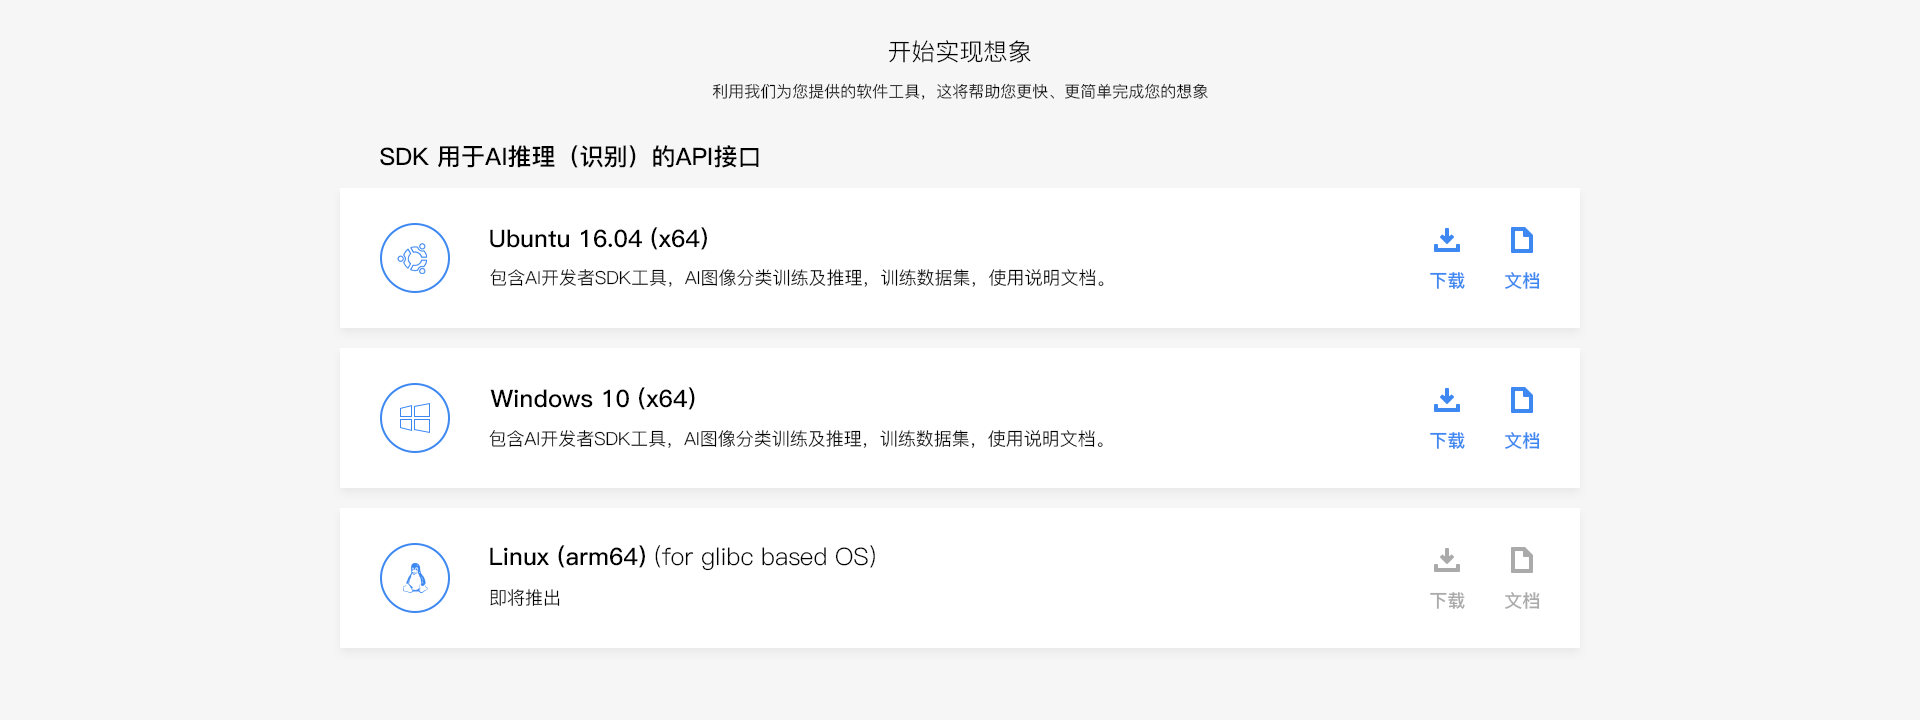 开始实现想象
利用我们为您提供的软件工具，这将帮助您更快、更简单完成您的想象
SDK 用于AI推理（识别）的API接口
Ubuntu 16.04 (x64)
包含AI开发者SDK工具，AI图像分类训练及推理，训练数据集，使用说明文档。
下载 文档
Windows 10 (x64)
包含AI开发者SDK工具，AI图像分类训练及推理，训练数据集，使用说明文档。
下载 文档
Linux (arm64) (for glibc based OS)
即将推出
下载 文档